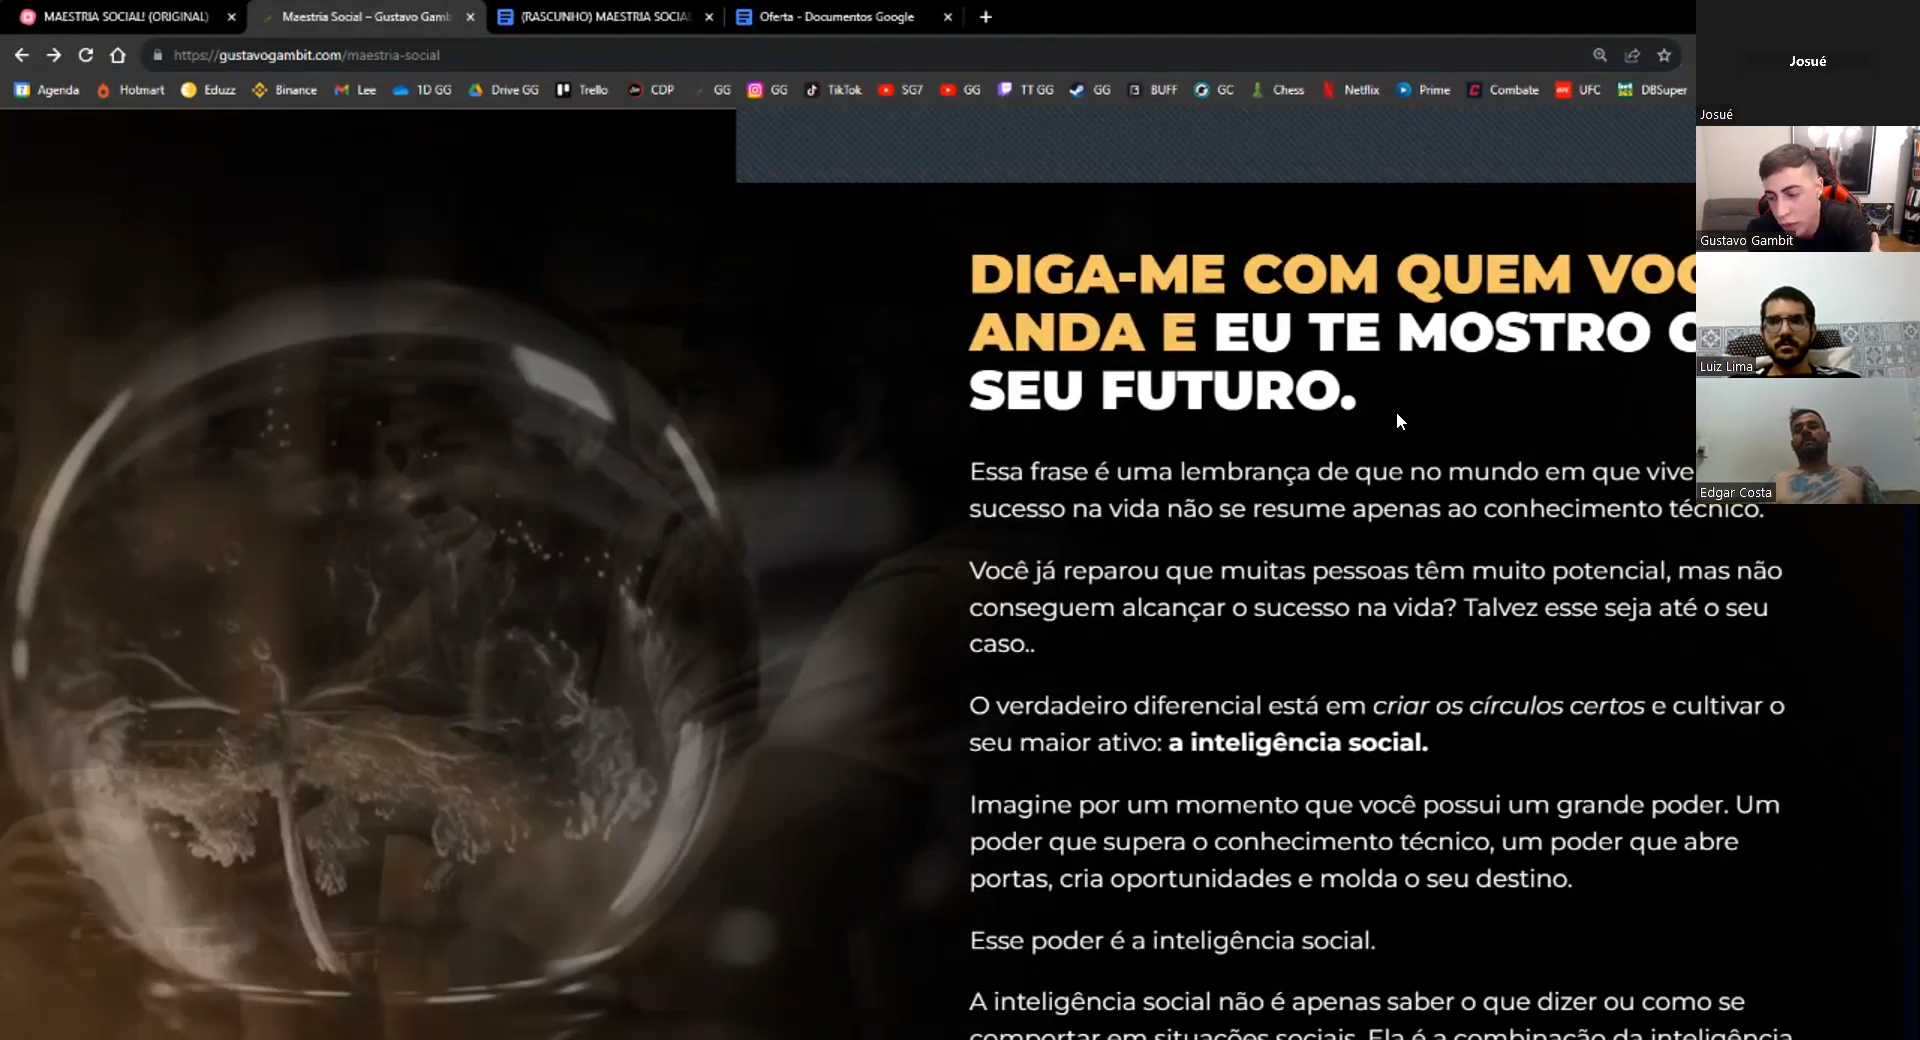 MAESTRIA SOCIAL! (ORIGINAL)
Maestria Social – Gustavo Gamb
(RASCUNHO) MAESTRIA SOCIA
Oferta - Documentos Google
https://gustavogambit.com/maestria-social
Agenda
Hotmart
Eduzz
Binance
Lee
1D GG
Drive GG
Trello
CDP
GG
GG
TikTok
SG7
GG
TT GG
GG
BUFF
GC
Chess
Netflix
Prime
Combate
UFC
DBSuper
Josué
Josué
Gustavo Gambit
Luiz Lima
Edgar Costa
DIGA-ME COM QUEM VOC
ANDA E EU TE MOSTRO O
SEU FUTURO.
Essa frase é uma lembrança de que no mundo em que vive
sucesso na vida não se resume apenas ao conhecimento técnico.
Você já reparou que muitas pessoas têm muito potencial, mas não
conseguem alcançar o sucesso na vida? Talvez esse seja até o seu
caso..
O verdadeiro diferencial está em criar os círculos certos e cultivar o
seu maior ativo: a inteligência social.
Imagine por um momento que você possui um grande poder. Um
poder que supera o conhecimento técnico, um poder que abre
portas, cria oportunidades e molda o seu destino.
Esse poder é a inteligência social.
A inteligência social não é apenas saber o que dizer ou como se
comportar em situações sociais. Ela é a combinação da inteligência